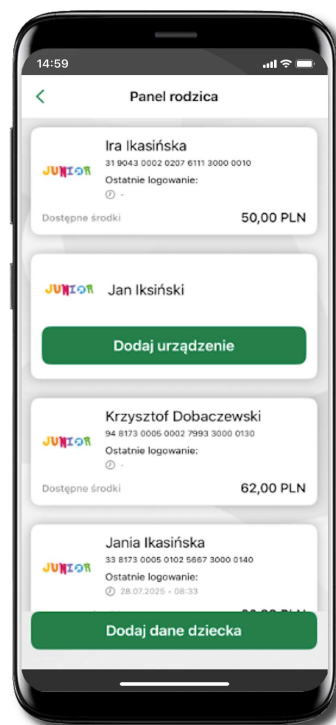 14:59
Panel rodzica
Ira Ikasińska
31 9043 0002 0207 6111 3000 0010
JUNIOR
Ostatnie logowanie:
-
Dostępne środki
50,00 PLN
JUNIOR
Jan Iksiński
Dodaj urządzenie
Krzysztof Dobaczewski
94 8173 0005 0002 7993 3000 0130
JUNIOR
Ostatnie logowanie:
-
Dostępne środki
62,00 PLN
Jania Ikasińska
33 8173 0005 0102 5667 3000 0140
JUNIOR
Ostatnie logowanie:
28.07.2025 - 08:33
Dodaj dane dziecka